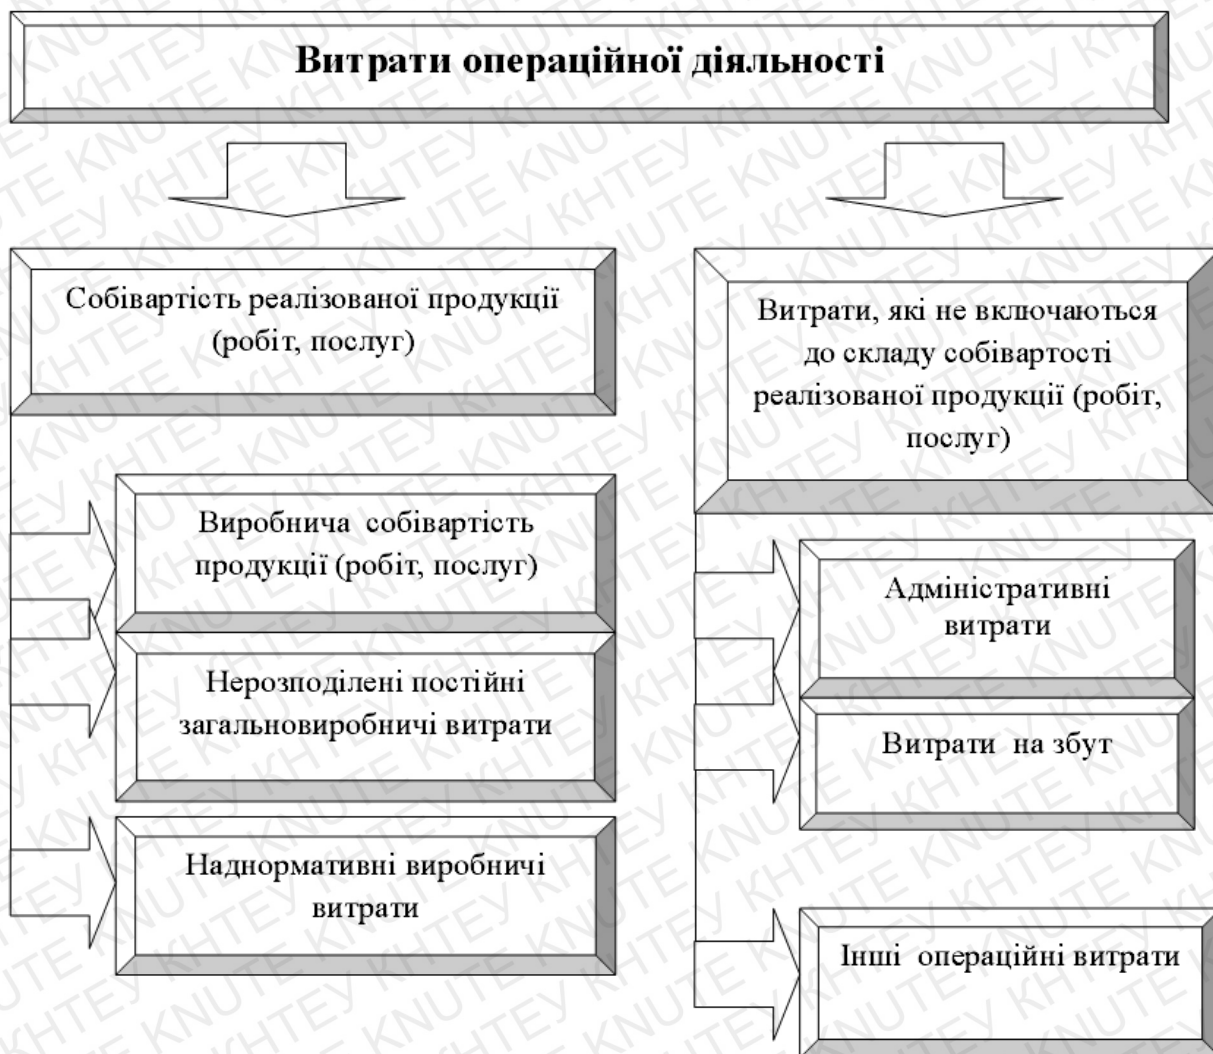 Витрати операційної діяльності
Собівартість реалізованої продукції
(робіт, послуг)
Виробнича собівартість
продукції (робіт, послуг)
Нерозподілені постійні
загальновиробничі витрати
Наднормативні виробничі
витрати
Витрати, які не включаються
до складу собівартості
реалізованої продукції (робіт,
послуг)
Адміністративні
витрати
Витрати на збут
Інші операційні витрати